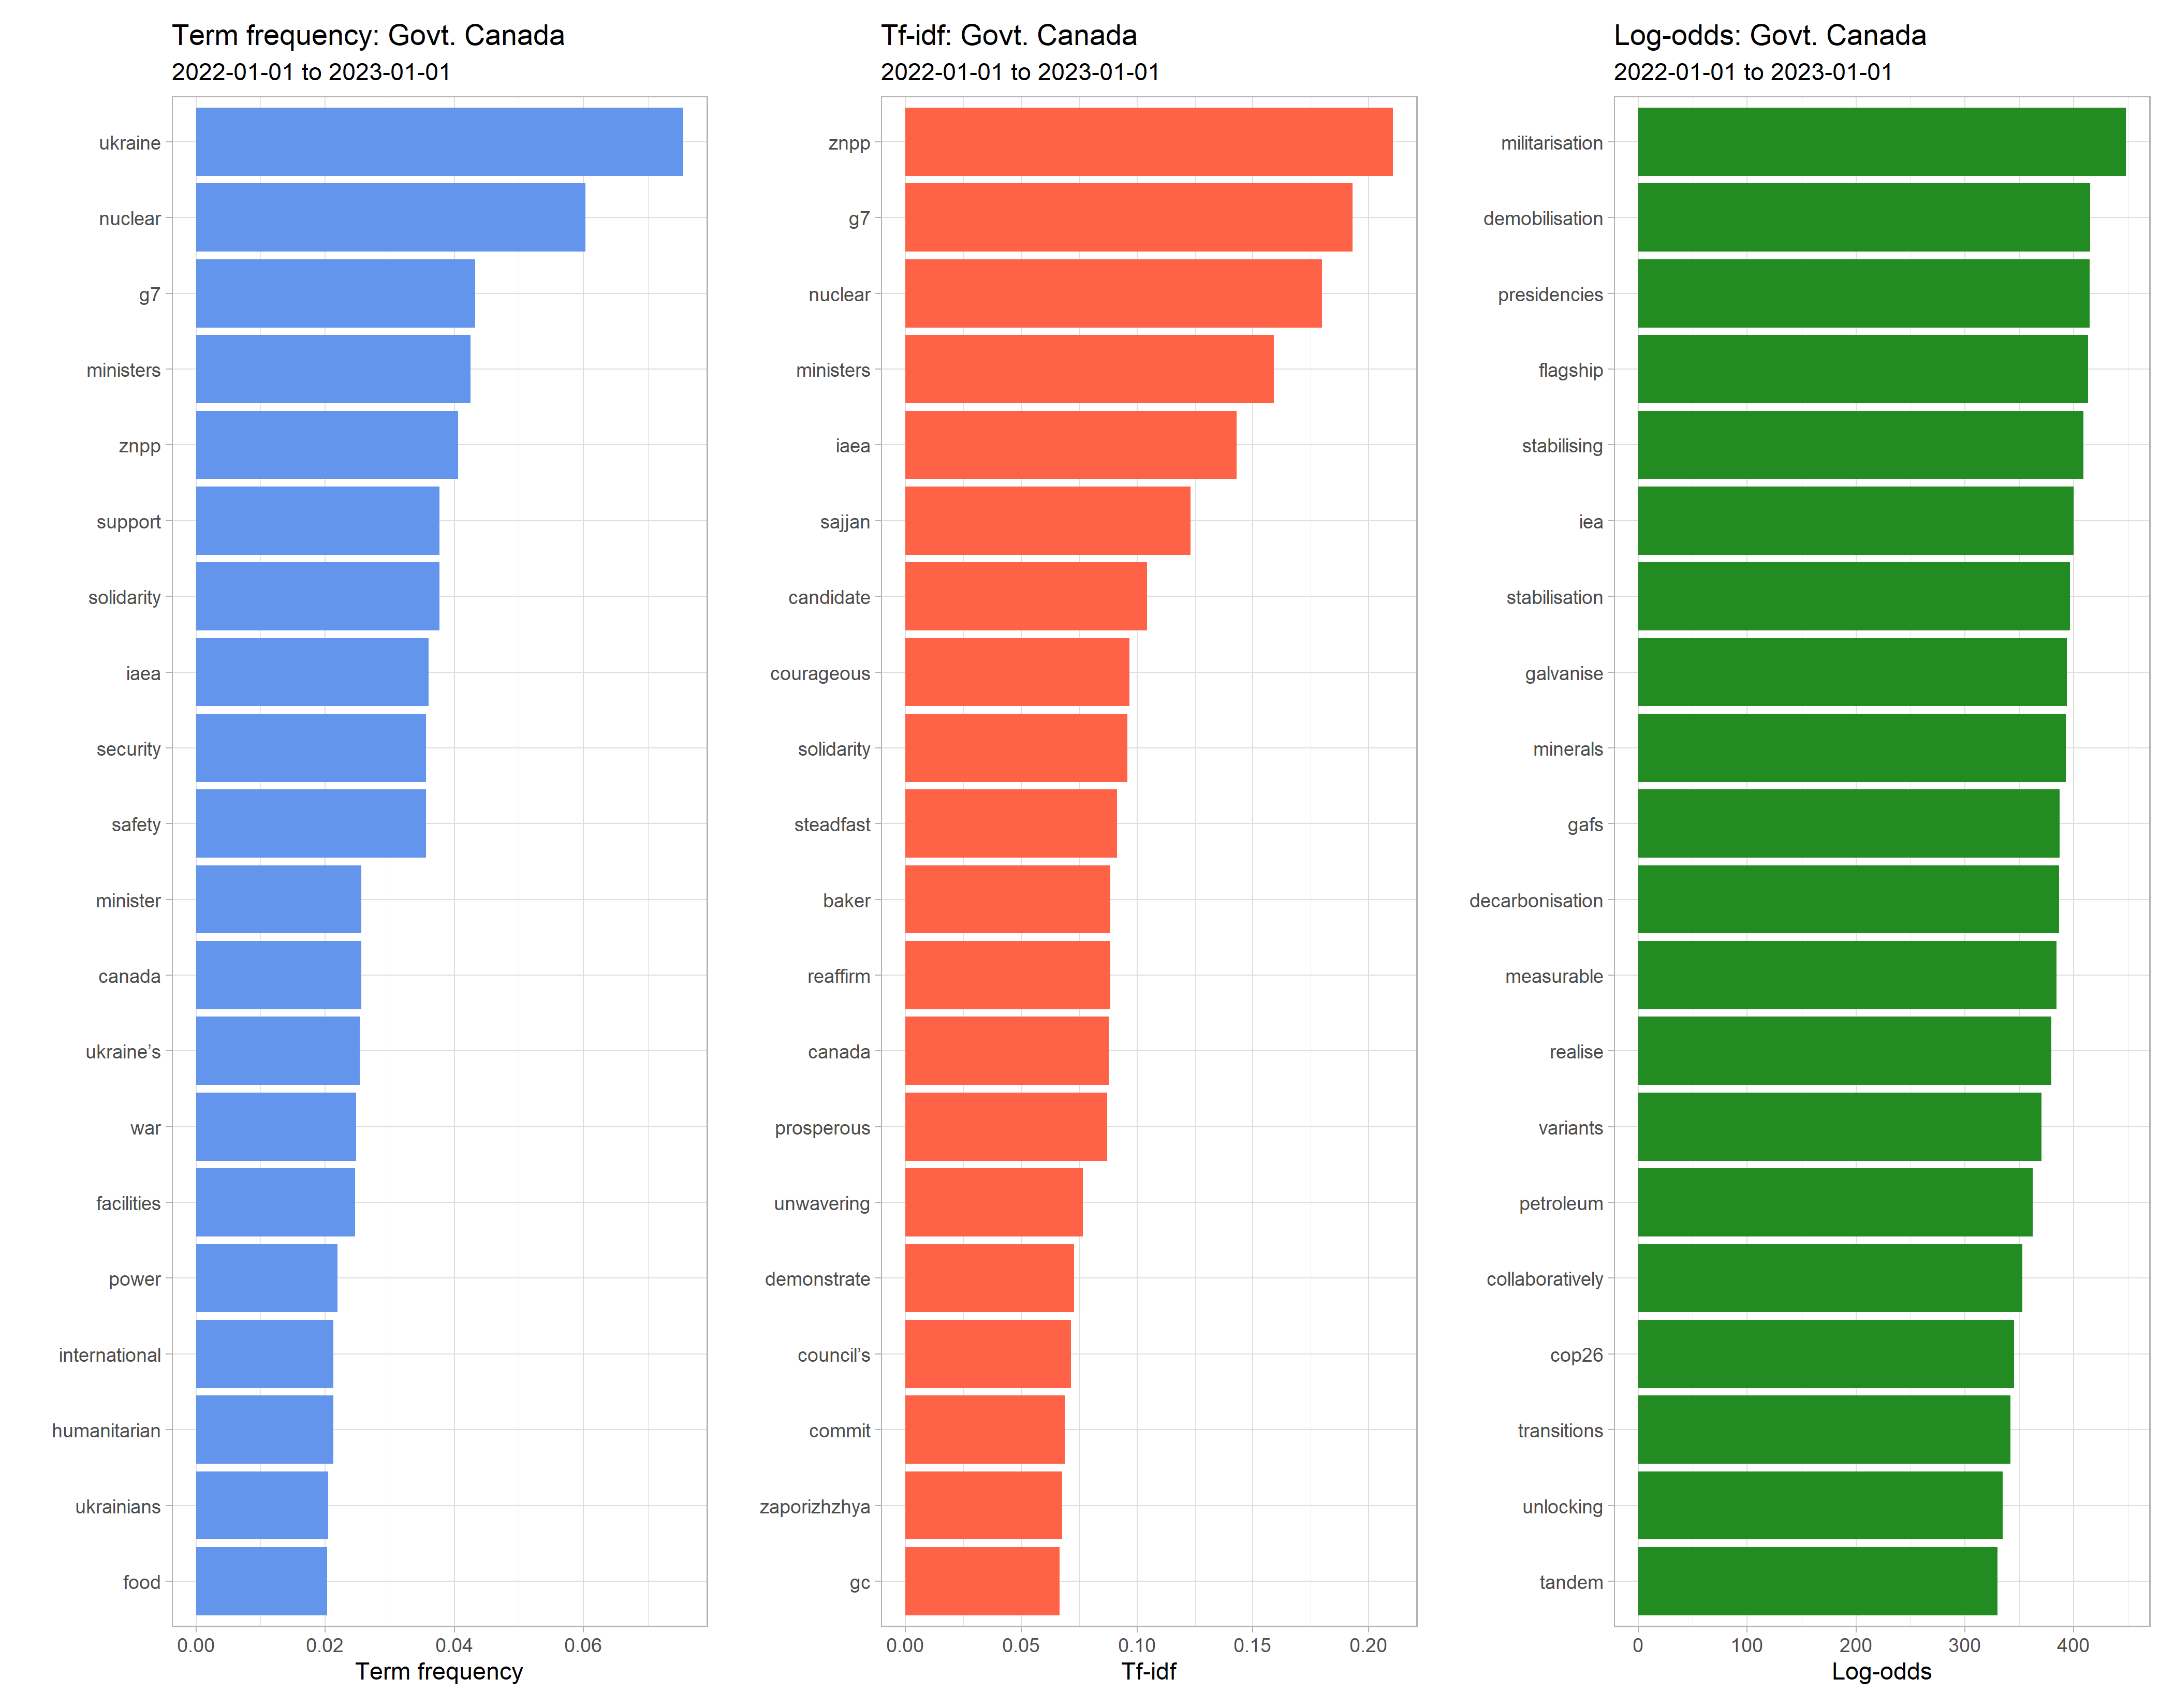 Term frequency: Govt. Canada
2022-01-01 to 2023-01-01
ukraine
nuclear
g7
ministers
znpp
support
solidarity
iaea
security
safety
minister
canada
ukraine’s
war
facilities
power
international
humanitarian
ukrainians
food
0.00 0.02 0.04 0.06
Term frequency
Tf-idf: Govt. Canada
2022-01-01 to 2023-01-01
znpp
g7
nuclear
ministers
iaea
sajjan
candidate
courageous
solidarity
steadfast
baker
reaffirm
canada
prosperous
unwavering
demonstrate
council’s
commit
zaporizhzhya
gc
0.00 0.05 0.10 0.15 0.20
Tf-idf
Log-odds: Govt. Canada
2022-01-01 to 2023-01-01
militarisation
demobilisation
presidencies
flagship
stabilising
iea
stabilisation
galvanise
minerals
gafs
decarbonisation
measurable
realise
variants
petroleum
collaboratively
cop26
transitions
unlocking
tandem
0 100 200 300 400
Log-odds